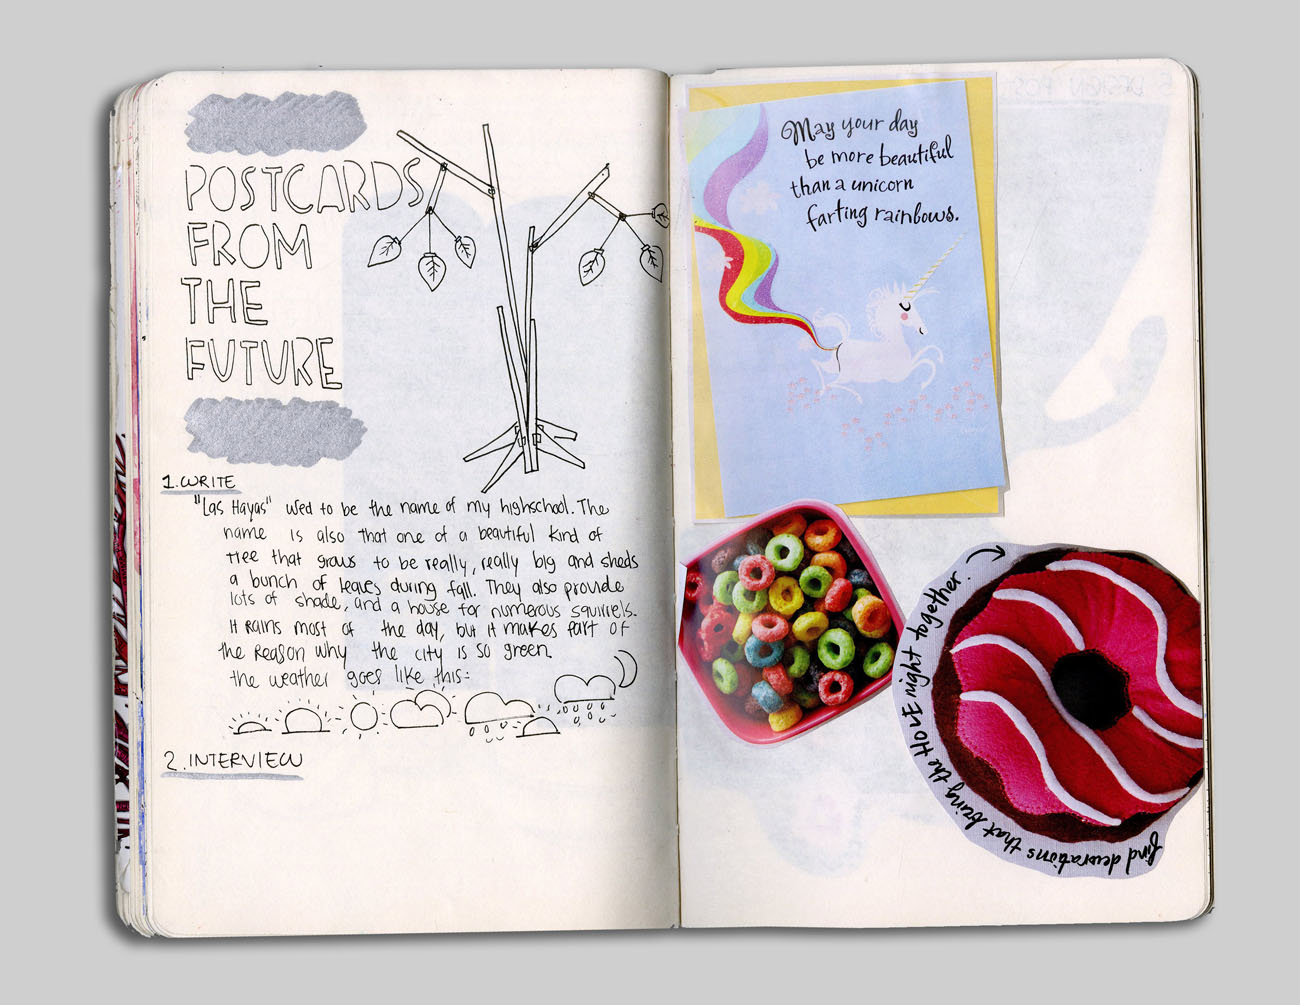 POSTCARDS
FROM
THE
FUTURE
1. WRITE
"Las Hayas" used to be the name of my highschool. The
name is also that one of a beautiful kind of
tree that grows to be really, really big and sheds
a bunch of leaves during fall. They also provide
lots of shade, and a house for numerous squirrels.
It rains most of the day, but it makes part of
the reason why the city is so green.
the weather goes like this:
2. INTERVIEW
May your day
be more beautiful
than a unicorn
farting rainbows.
find decorations that bring the HOLE night together.
5 DESIGN POST